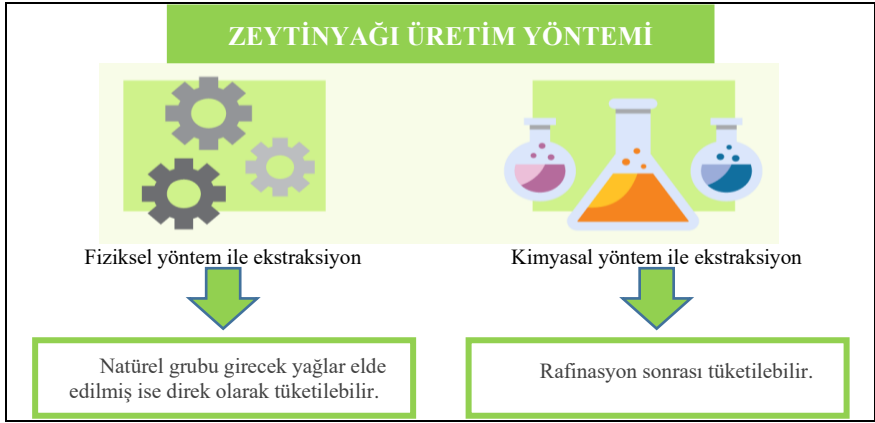 ZEYTİNYAĞI ÜRETİM YÖNTEMİ
Fiziksel yöntem ile ekstraksiyon
Kimyasal yöntem ile ekstraksiyon
Natürel grubu girecek yağlar elde
edilmiş ise direk olarak tüketilebilir.
Rafinasyon sonrası tüketilebilir.